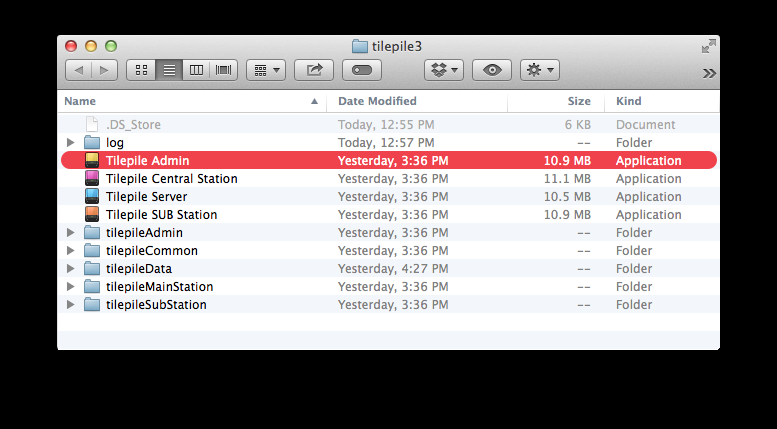 tilepile3
Name Date Modified Size Kind
.DS_Store Today, 12:55 PM 6 KB Document
log Today, 12:57 PM -- Folder
Tilepile Admin Yesterday, 3:36 PM 10.9 MB Application
Tilepile Central Station Yesterday, 3:36 PM 11.1 MB Application
Tilepile Server Yesterday, 3:36 PM 10.5 MB Application
Tilepile SUB Station Yesterday, 3:36 PM 10.9 MB Application
tilepileAdmin Yesterday, 3:36 PM -- Folder
tilepileCommon Yesterday, 3:36 PM -- Folder
tilepileData Yesterday, 4:27 PM -- Folder
tilepileMainStation Yesterday, 3:36 PM -- Folder
tilepileSubStation Yesterday, 3:36 PM -- Folder